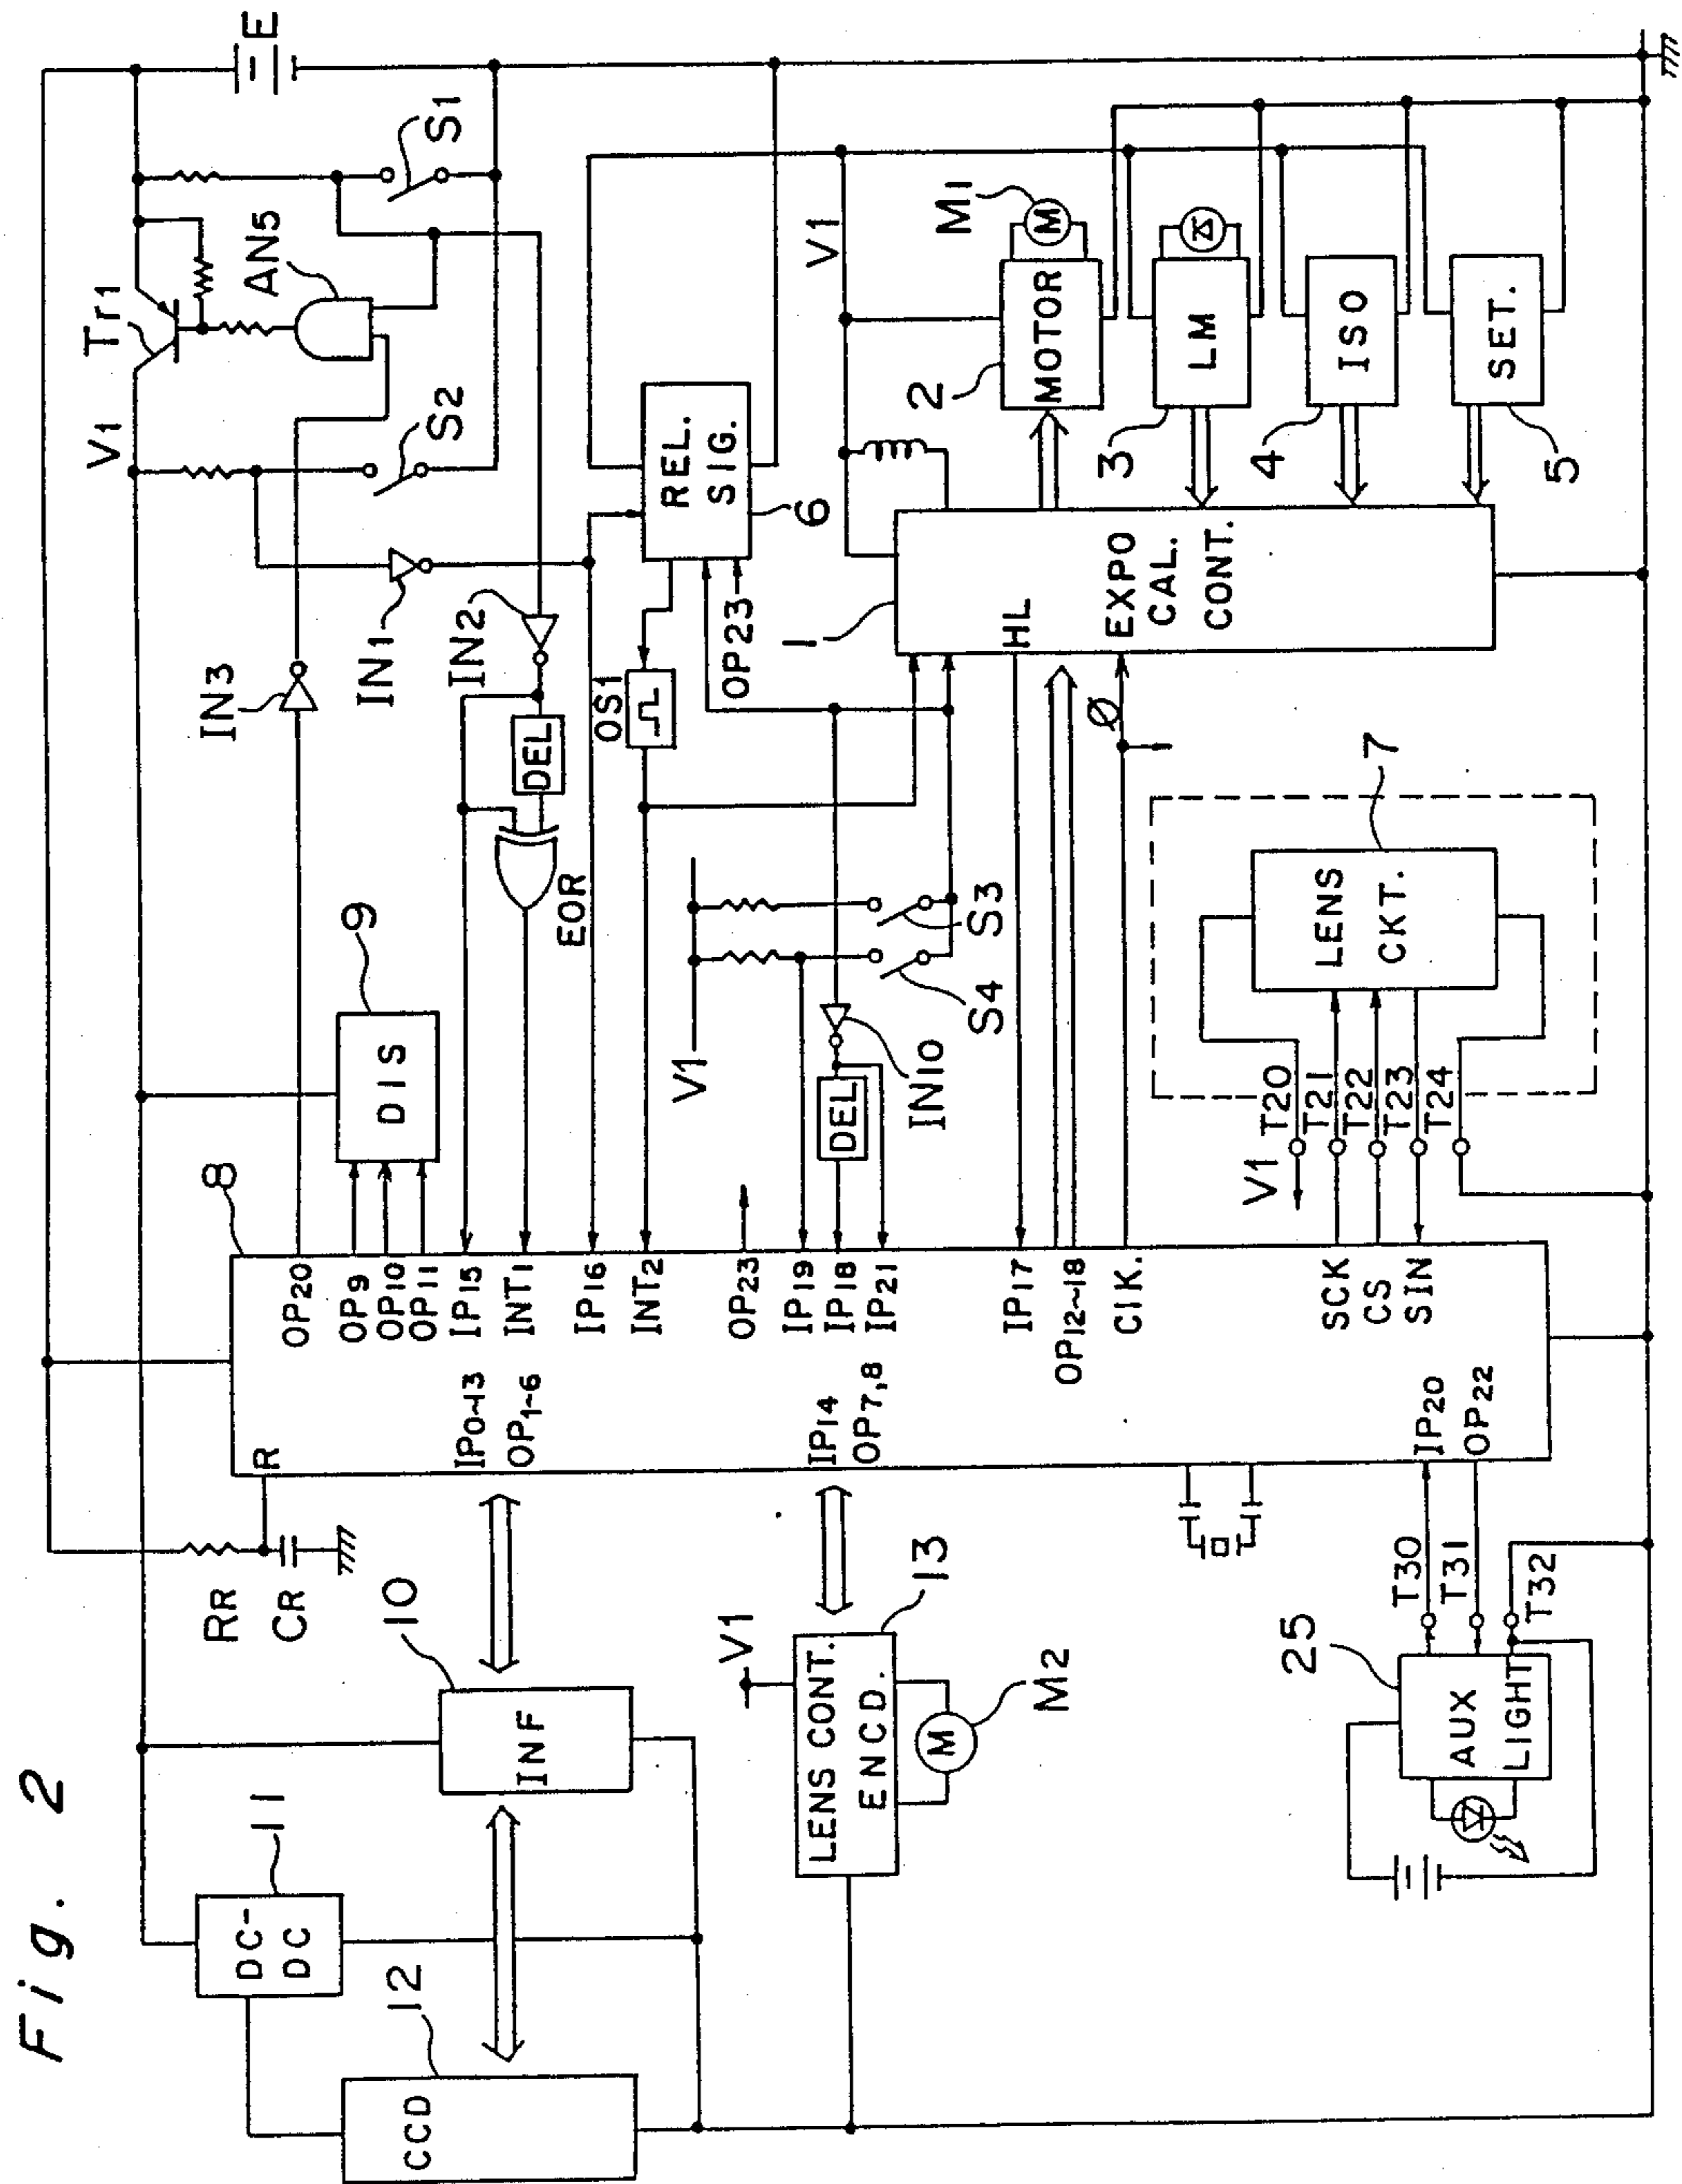 Fig. 2
CCD
12
DC-
DC
11
INF
10
RR
CR
LENS CONT.
ENCD.
13
V1
M
M2
AUX
LIGHT
25
T30
T31
T32
8
R
IP0~13
OP1~6
IP14
OP7,8
IP20
OP22
OP20
OP9
OP10
OP11
IP15
INT1
IP16
INT2
OP23
IP19
IP18
IP21
IP17
OP12~18
CIK.
SCK
CS
SIN
DIS
9
EOR
DEL
IN3
IN1
IN2
OS1
V1
S4
S3
DEL
IN10
V1
T20
T21
T22
T23
T24
LENS
CKT.
7
Ø
OP23
REL.
SIG.
6
1
HL
EXPO
CAL.
CONT.
V1
Tr1
AN5
S2
S1
E
V1
MOTOR
2
M
M1
LM
3
ISO
4
SET.
5